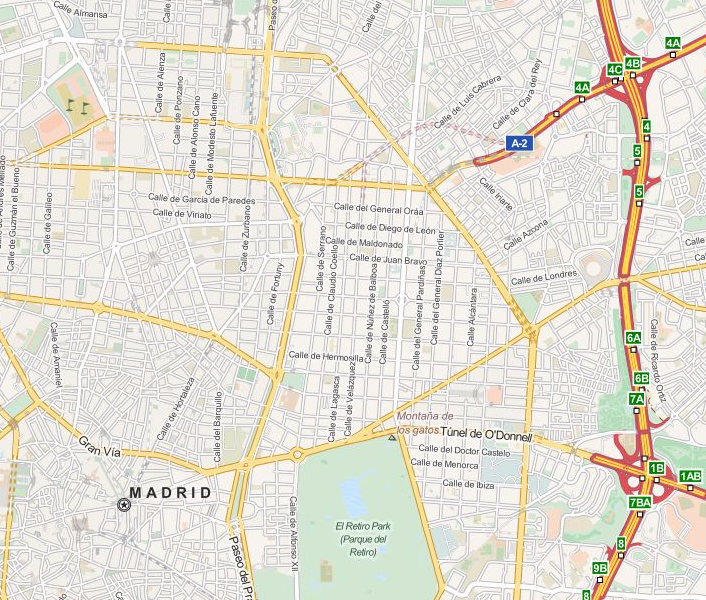 Calle Almansa
Calle del
Paseo de
Calle del
4A
4B
4C
Calle de Alenza
Calle de Ponzano
Calle de Alonso Cano
Calle de Modesto Lafuente
Calle de Luis Cabrera
Calle de Clara del Rey
4A
4
A-2
5
5
Calle de Guzmán el Bueno
Calle de Galileo
Calle de García de Paredes
Calle de Viriato
Calle de Zurbano
Calle del General Oráa
Calle de Diego de León
Calle de Maldonado
Calle de Juan Bravo
Calle Iriarte
Calle Azcona
Calle de Londres
Calle de Serrano
Calle de Claudio Coello
Calle de Núñez de Balboa
Calle de Castelló
Calle del General Pardiñas
Calle del General Díaz Porlier
Calle Alcántara
Calle de Fortuny
Calle de Amaniel
Calle de Hortaleza
Calle del Barquillo
Calle de Hermosilla
Calle de Lagasca
Calle de Velázquez
6A
6B
7A
Calle de Ricardo Ortiz
Gran Vía
Montaña de
los gatos
Túnel de O'Donnell
Calle del Doctor Castelo
Calle de Menorca
Calle de Ibiza
1B
1AB
MADRID
7BA
El Retiro Park
(Parque del
Retiro)
Calle de Alfonso XII
Paseo del Pra
8
9B
8